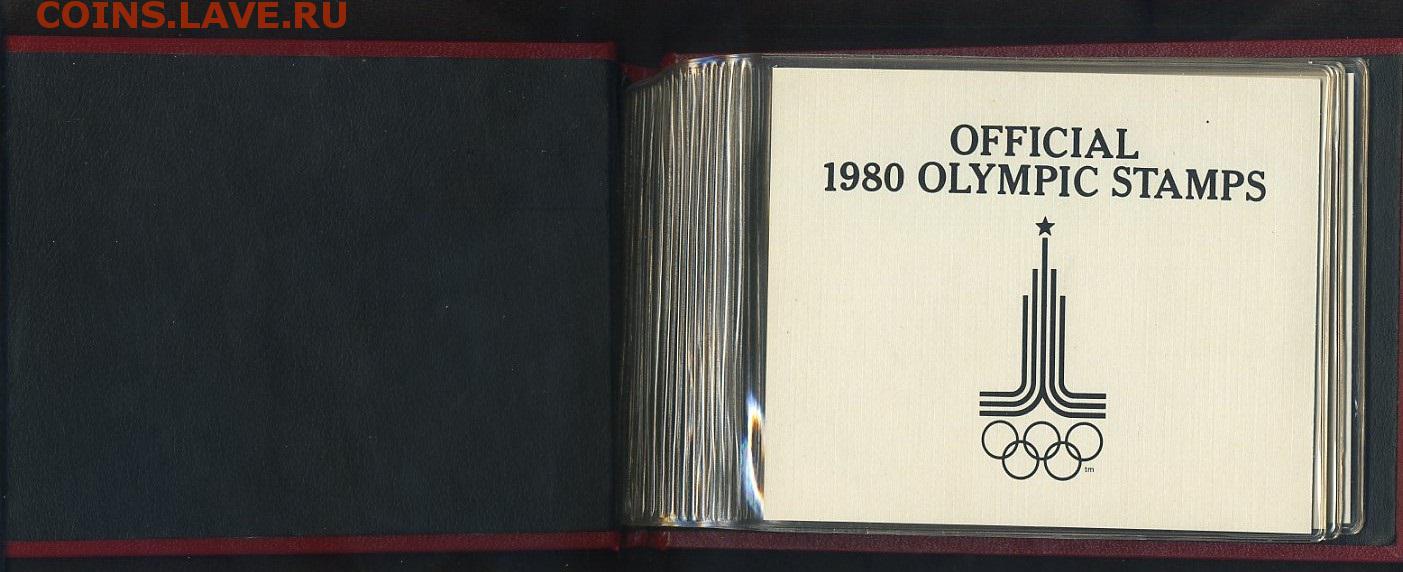 COINS.LAVE.RU
OFFICIAL
1980 OLYMPIC STAMPS
tm